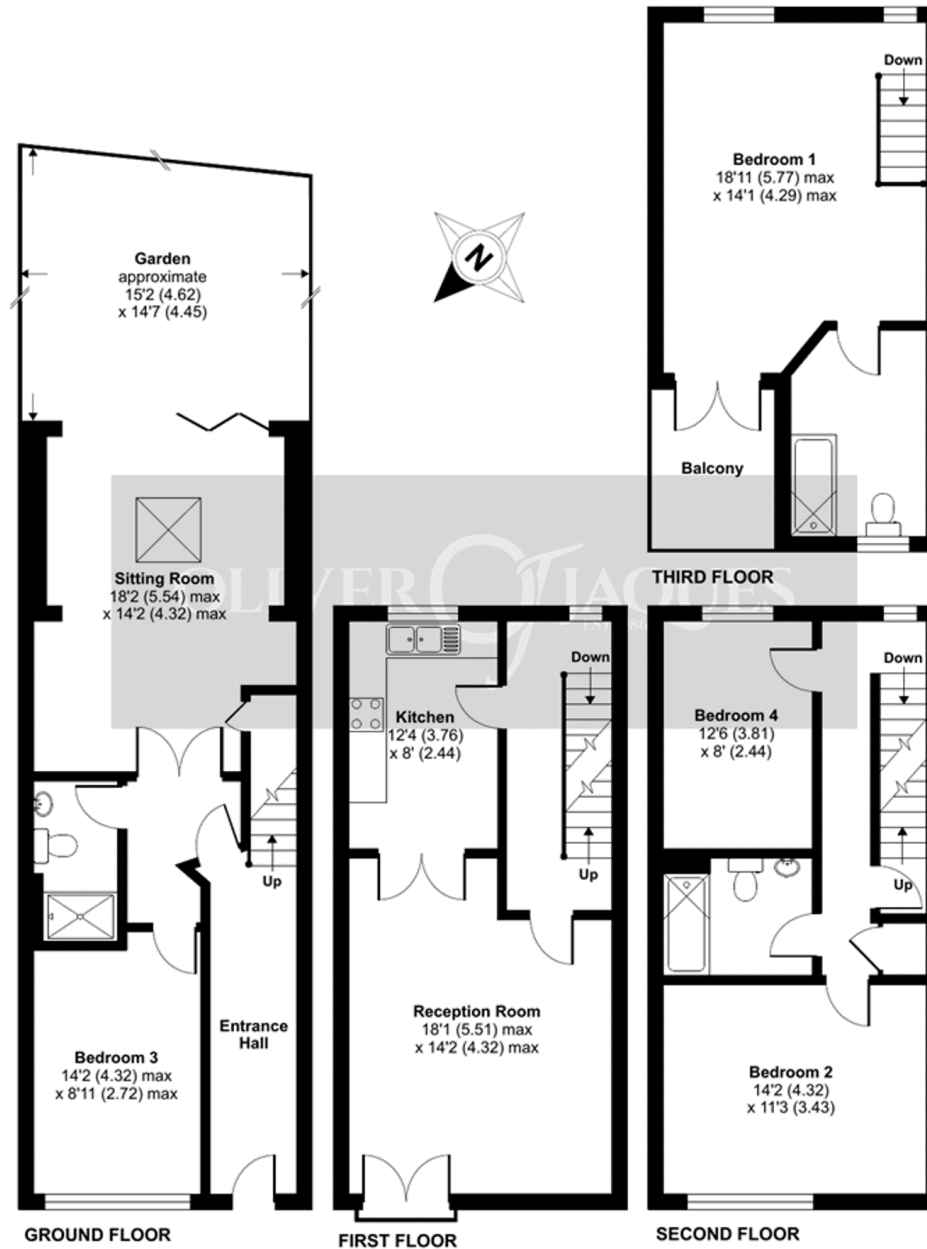 Down
Bedroom 1
18'11 (5.77) max
x 14'1 (4.29) max
Balcony
THIRD FLOOR
N
Garden
approximate
15'2 (4.62)
x 14'7 (4.45)
Sitting Room
18'2 (5.54) max
x 14'2 (4.32) max
Up
Entrance
Hall
Bedroom 3
14'2 (4.32) max
x 8'11 (2.72) max
GROUND FLOOR
OLIVER JAQUES
Down
Kitchen
12'4 (3.76)
x 8' (2.44)
Up
Reception Room
18'1 (5.51) max
x 14'2 (4.32) max
FIRST FLOOR
Down
Bedroom 4
12'6 (3.81)
x 8' (2.44)
Up
Bedroom 2
14'2 (4.32)
x 11'3 (3.43)
SECOND FLOOR